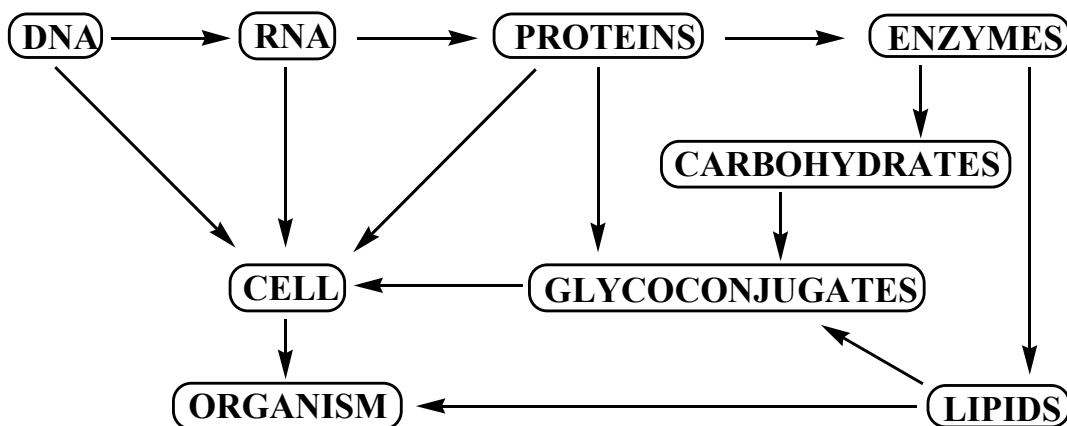 DNA
RNA
PROTEINS
ENZYMES
CARBOHYDRATES
CELL
GLYCOCONJUGATES
ORGANISM
LIPIDS